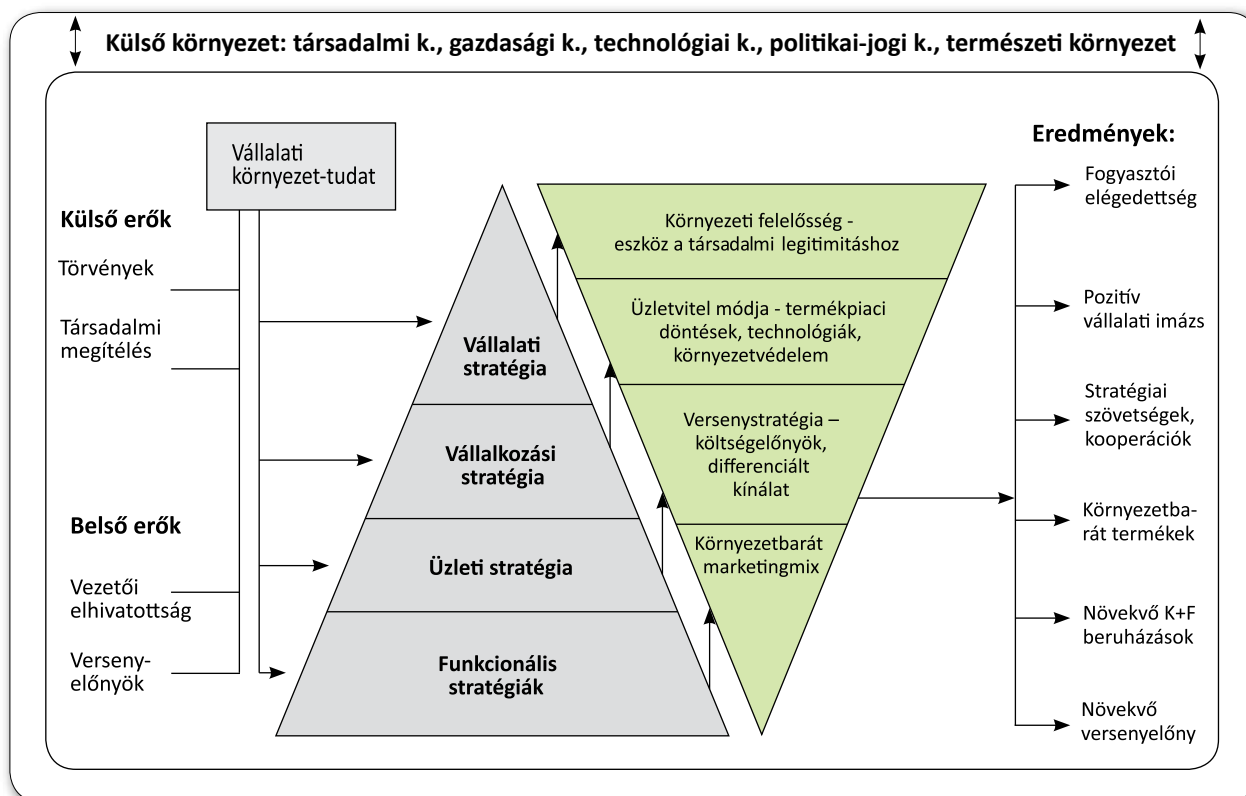 Külső környezet: társadalmi k., gazdasági k., technológiai k., politikai-jogi k., természeti környezet
Vállalati
környezet-tudat
Külső erők
Törvények
Társadalmi
megítélés
Belső erők
Vezetői
elhivatottság
Verseny-
előnyök
Vállalati
stratégia
Vállalkozási
stratégia
Üzleti stratégia
Funkcionális
stratégiák
Környezeti felelősség -
eszköz a társadalmi legitimitáshoz
Üzletvitel módja - termékpiaci
döntések, technológiák,
környezetvédelem
Versenystratégia –
költségelőnyök,
differenciált
kínálat
Környezetbarát
marketingmix
Eredmények:
Fogyasztói
elégedettség
Pozitív
vállalati imázs
Stratégiai
szövetségek,
kooperációk
Környezetba-
rát termékek
Növekvő K+F
beruházások
Növekvő
versenyelőny